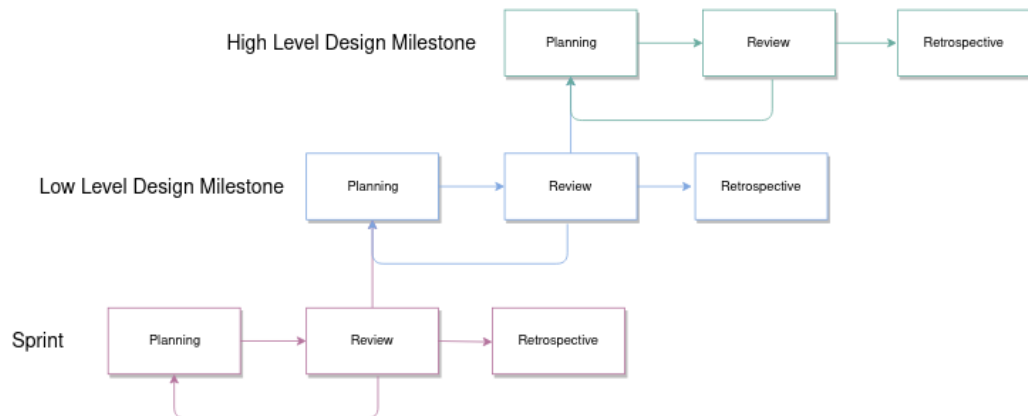 High Level Design Milestone
Planning
Review
Retrospective
Low Level Design Milestone
Planning
Review
Retrospective
Sprint
Planning
Review
Retrospective